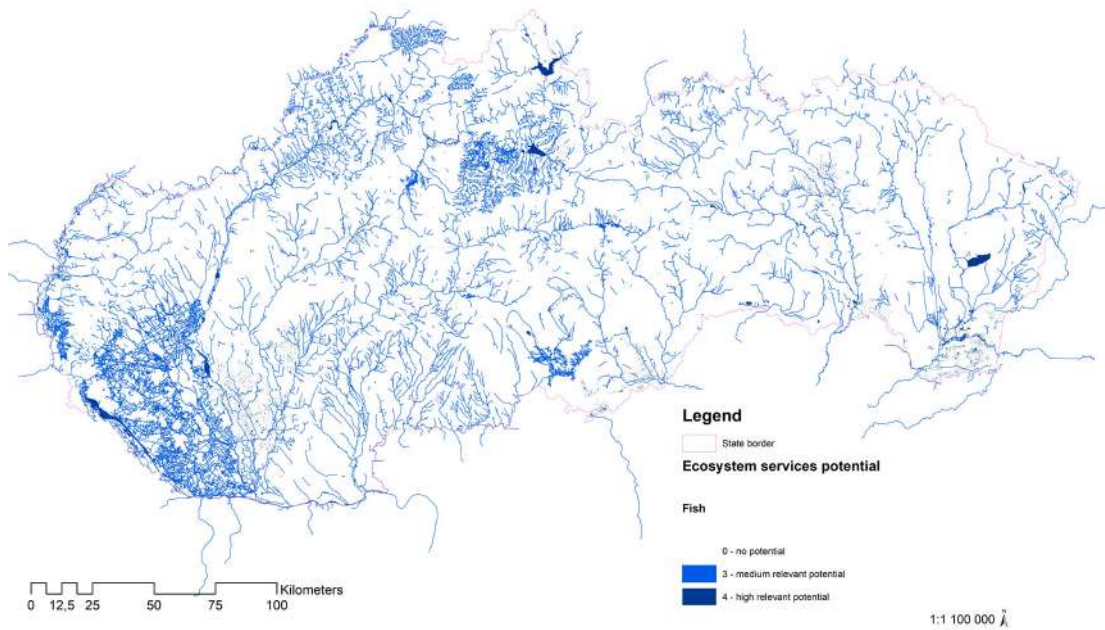 Legend
State border
Ecosystem services potential
Fish
0 - no potential
3 - medium relevant potential
4 - high relevant potential
Kilometers
0 12,5 25 50 75 100
1:1 100 000
N